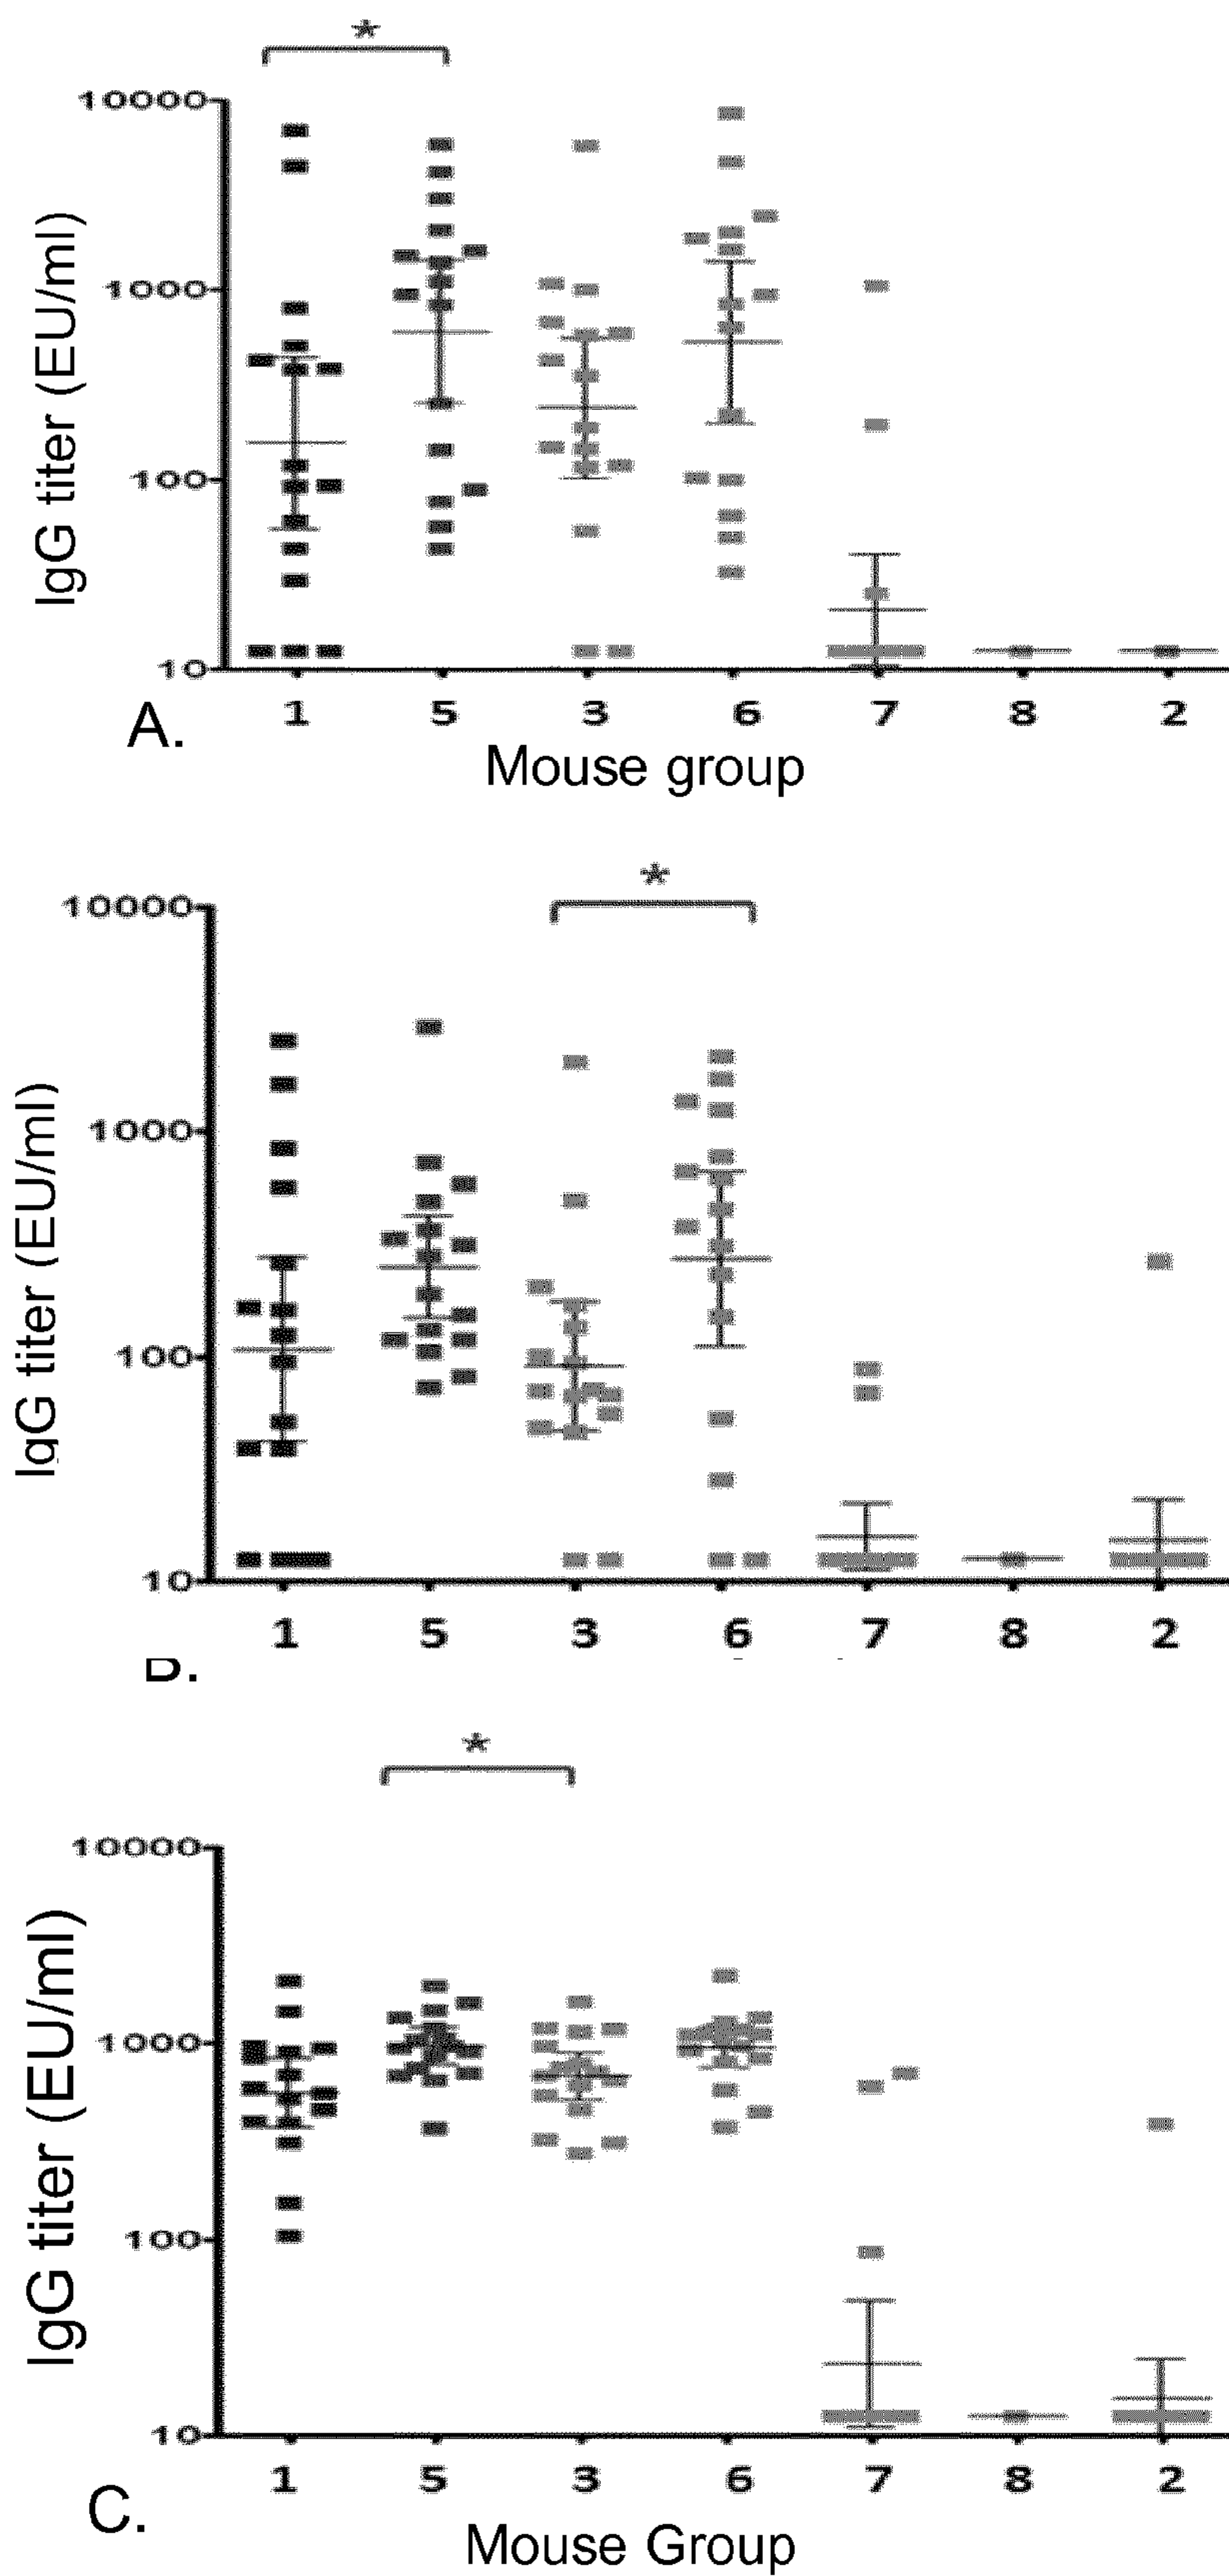 *
10000
1000
100
10
IgG titer (EU/ml)
1 5 3 6 7 8 2
A.
Mouse group
*
10000
1000
100
10
IgG titer (EU/ml)
1 5 3 6 7 8 2
B.
*
10000
1000
100
10
IgG titer (EU/ml)
1 5 3 6 7 8 2
C.
Mouse Group